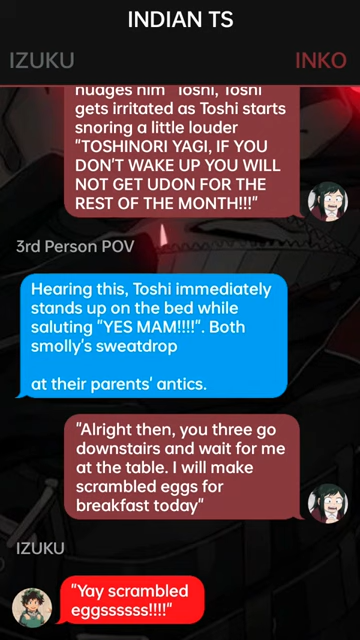 INDIAN TS
IZUKU
INKO
nudges him "Toshi, Toshi
gets irritated as Toshi starts
snoring a little louder
"TOSHINORI YAGI, IF YOU
DON'T WAKE UP YOU WILL
NOT GET UDON FOR THE
REST OF THE MONTH!!!"
3rd Person POV
Hearing this, Toshi immediately
stands up on the bed while
saluting "YES MAM!!!!". Both
smolly's sweatdrop
at their parents' antics.
"Alright then, you three go
downstairs and wait for me
at the table. I will make
scrambled eggs for
breakfast today"
IZUKU
"Yay scrambled
eggssssss!!!!"